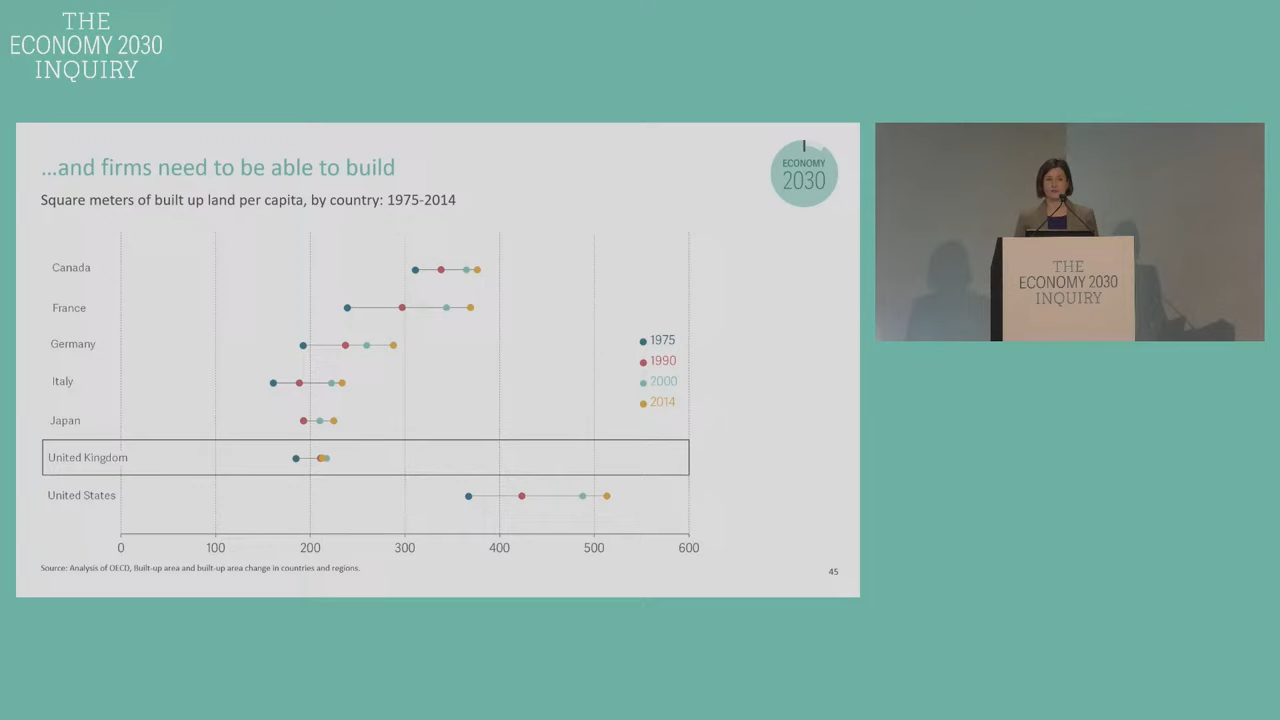 THE
ECONOMY 2030
INQUIRY
...and firms need to be able to build
Square meters of built up land per capita, by country: 1975-2014
ECONOMY
2030
Canada
France
Germany
Italy
Japan
United Kingdom
United States
1975
1990
2000
2014
0 100 200 300 400 500 600
Source: Analysis of OECD, Built-up area and built-up area change in countries and regions.
45
THE
ECONOMY 2030
INQUIRY